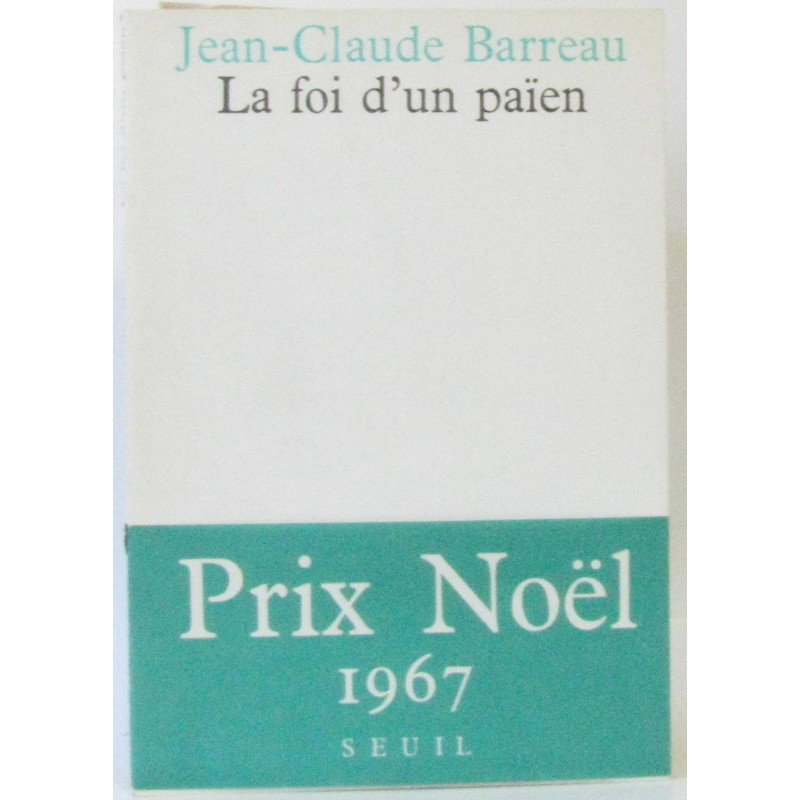 Jean-Claude Barreau
La foi d'un païen
Prix Noël
1967
SEUIL